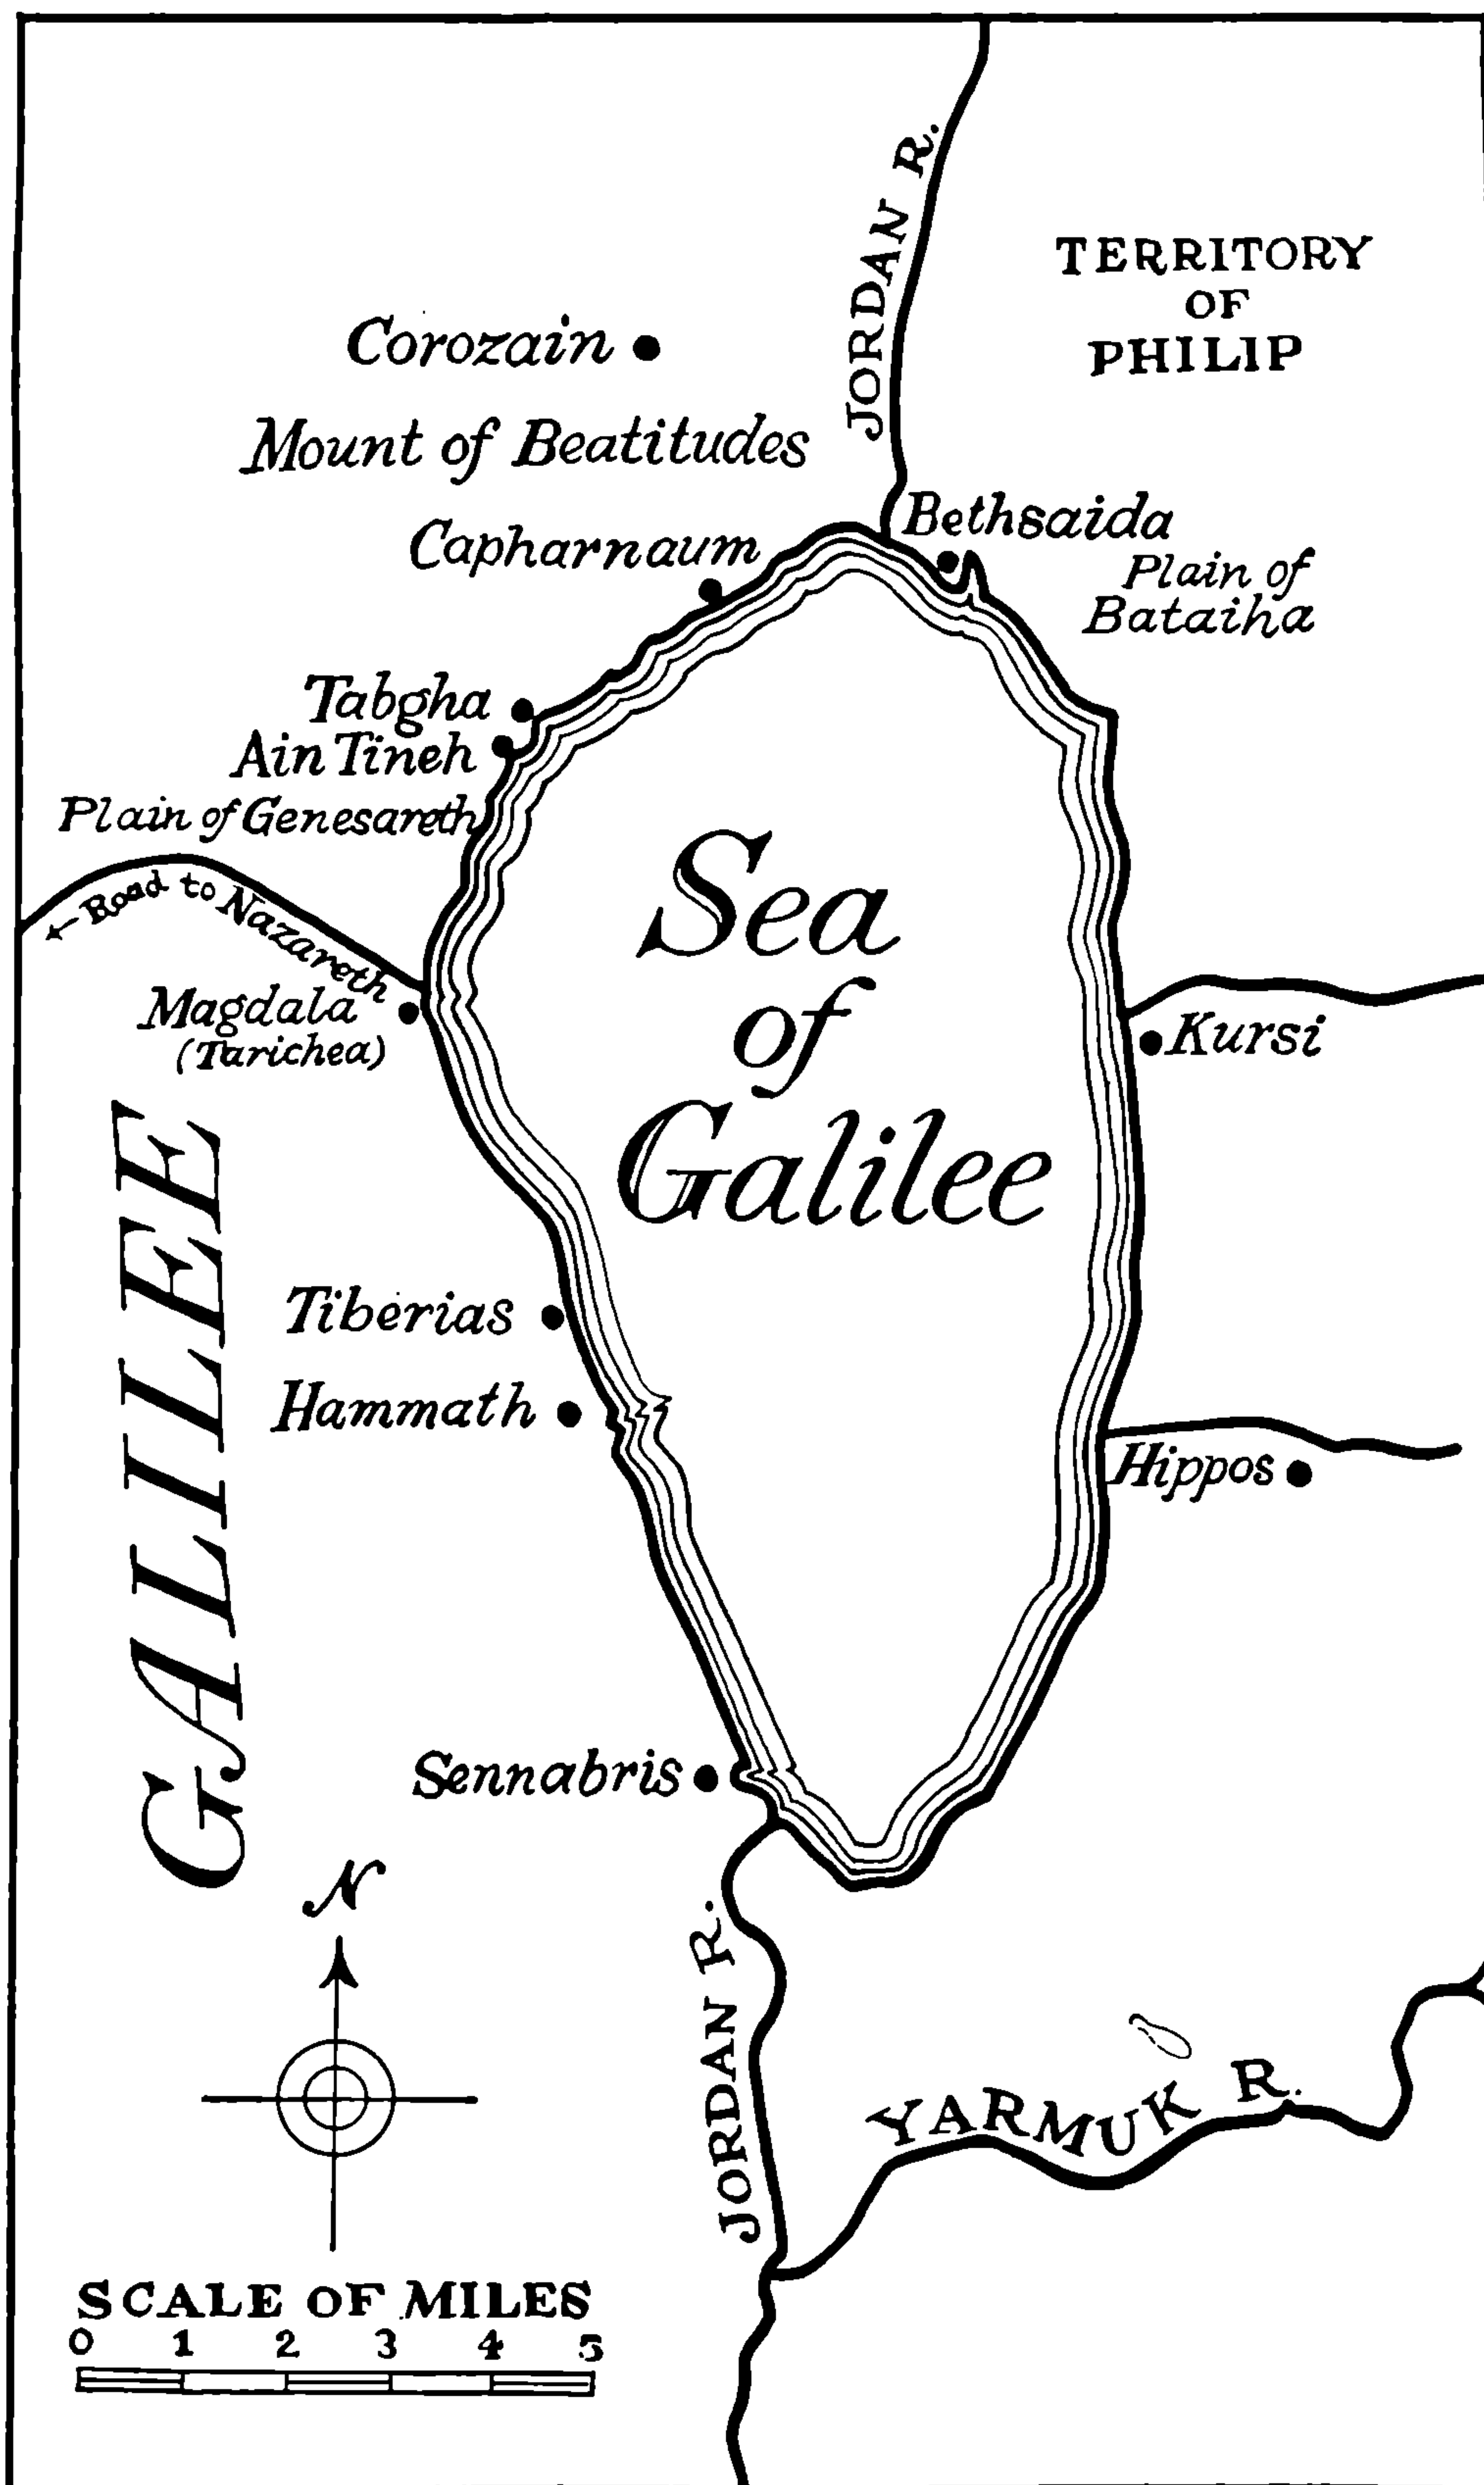 JORDAN R.
TERRITORY
OF
PHILIP
Corozain
Mount of Beatitudes
Bethsaida
Capharnaum
Plain of
Bataiha
Tabgha
Ain Tineh
Plain of Genesareth
Road to Nazareth
Sea
of
Galilee
Magdala
(Tarichea)
Kursi
GALILEE
Tiberias
Hammath
Hippos
Sennabris
N
JORDAN R.
YARMUK R.
SCALE OF MILES
0 1 2 3 4 5